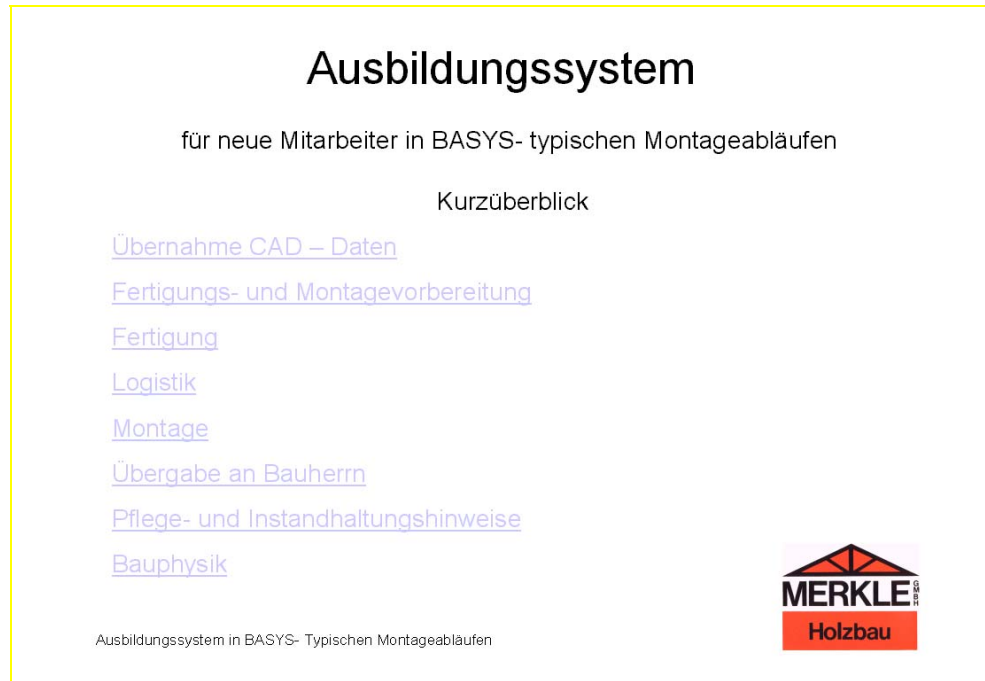 Ausbildungssystem
für neue Mitarbeiter in BASYS- typischen Montageabläufen
Kurzüberblick
Übernahme CAD – Daten
Fertigungs- und Montagevorbereitung
Fertigung
Logistik
Montage
Übergabe an Bauherrn
Pflege- und Instandhaltungshinweise
Bauphysik
MERKLE GMBH
Holzbau
Ausbildungssystem in BASYS- Typischen Montageabläufen